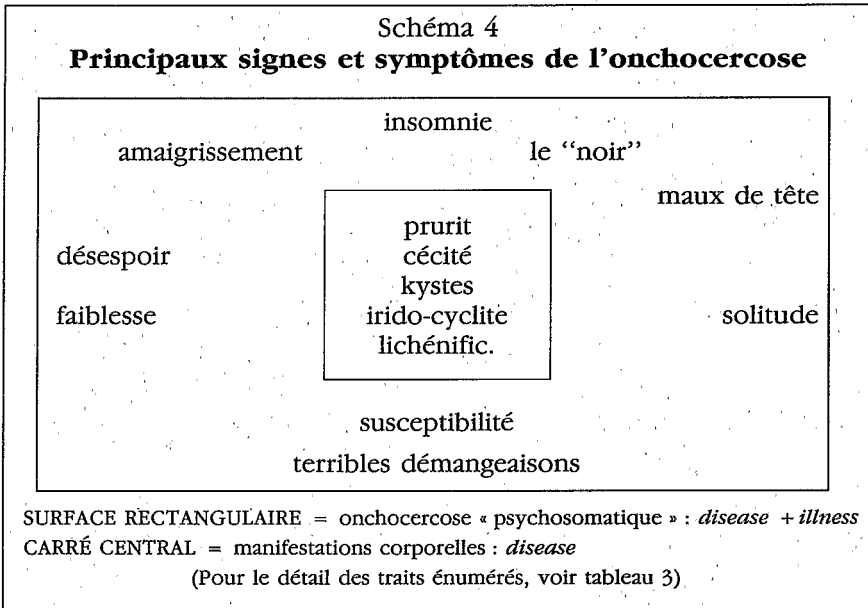 Schéma 4
Principaux signes et symptômes de l'onchocercose
insomnie
amaigrissement le "noir"
maux de tête
prurit
désespoir cécité
kystes
faiblesse irido-cyclite solitude
lichénific.
susceptibilité
terribles démangeaisons
SURFACE RECTANGULAIRE = onchocercose « psychosomatique » : disease + illness
CARRÉ CENTRAL = manifestations corporelles : disease
(Pour le détail des traits énumérés, voir tableau 3)